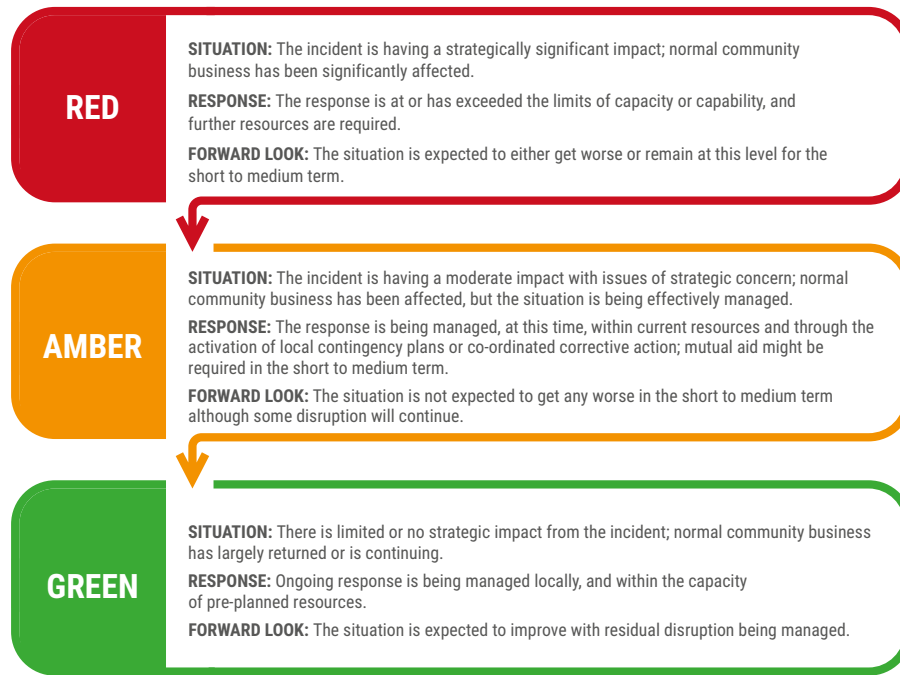 RED
SITUATION: The incident is having a strategically significant impact; normal community
business has been significantly affected.
RESPONSE: The response is at or has exceeded the limits of capacity or capability, and
further resources are required.
FORWARD LOOK: The situation is expected to either get worse or remain at this level for the
short to medium term.
AMBER
SITUATION: The incident is having a moderate impact with issues of strategic concern; normal
community business has been affected, but the situation is being effectively managed.
RESPONSE: The response is being managed, at this time, within current resources and through the
activation of local contingency plans or co-ordinated corrective action; mutual aid might be
required in the short to medium term.
FORWARD LOOK: The situation is not expected to get any worse in the short to medium term
although some disruption will continue.
GREEN
SITUATION: There is limited or no strategic impact from the incident; normal community business
has largely returned or is continuing.
RESPONSE: Ongoing response is being managed locally, and within the capacity
of pre-planned resources.
FORWARD LOOK: The situation is expected to improve with residual disruption being managed.